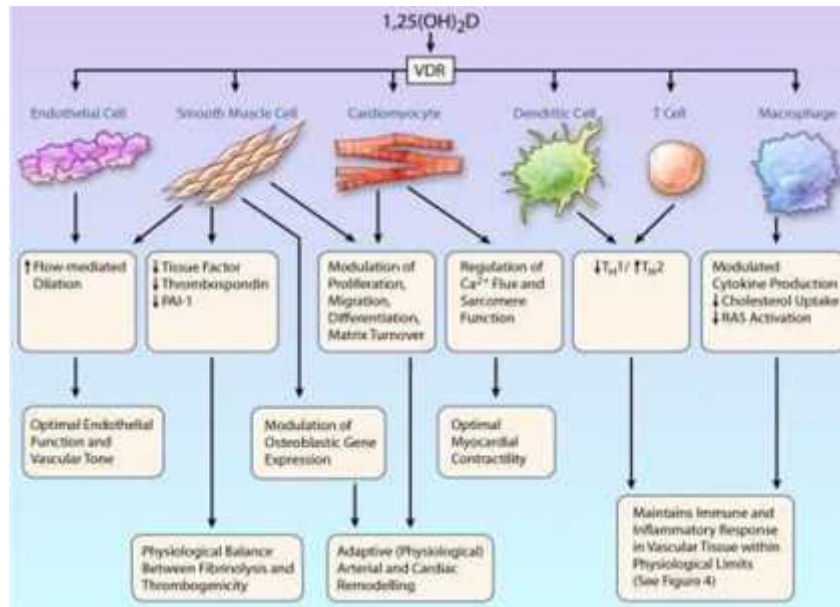 1,25(OH)₂D
VDR
Endothelial Cell
Smooth Muscle Cell
Cardiomyocyte
Dendritic Cell
T Cell
Macrophage
↑Flow-mediated
Dilation
↓Tissue Factor
↓Thrombospondin
↓PAI-1
Modulation of
Proliferation,
Migration,
Differentiation,
Matrix Turnover
Regulation of
Ca²⁺ Flux and
Sarcomere
Function
↓TH1/ ↑TH2
Modulated
Cytokine Production
↓Cholesterol Uptake
↓RAS Activation
Optimal Endothelial
Function and
Vascular Tone
Modulation of
Osteoblastic Gene
Expression
Optimal
Myocardial
Contractility
Physiological Balance
Between Fibrinolysis and
Thrombogenicity
Adaptive (Physiological)
Arterial and Cardiac
Remodelling
Maintains Immune and
Inflammatory Response
in Vascular Tissue within
Physiological Limits
(See Figure 4)